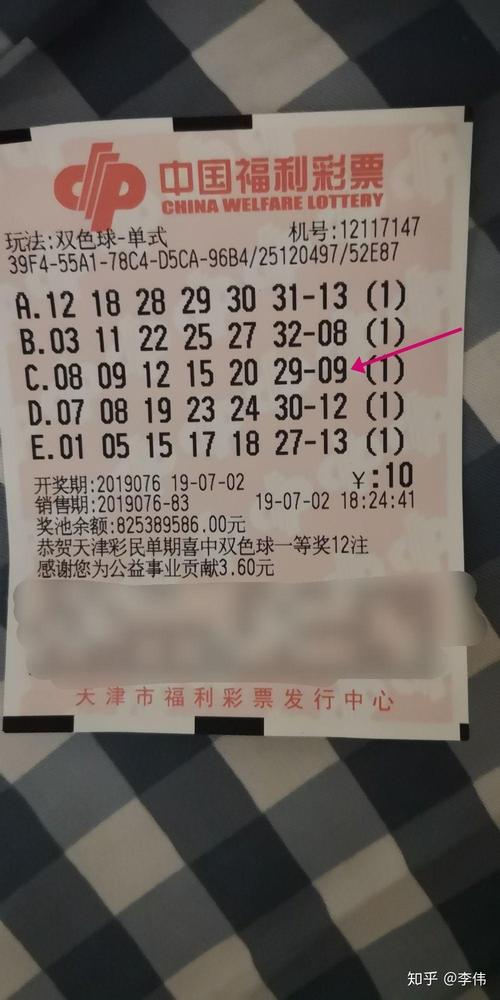 中国福利彩票
CHINA WELFARE LOTTERY
玩法:双色球-单式 机号:12117147
39F4-55A1-78C4-D5CA-96B4/25120497/52E87
A.12 18 28 29 30 31-13 (1)
B.03 11 22 25 27 32-08 (1)
C.08 09 12 15 20 29-09 (1)
D.07 08 19 23 24 30-12 (1)
E.01 05 15 17 18 27-13 (1)
开奖期:2019076 19-07-02 ￥:10
销售期:2019076-83 19-07-02 18:24:41
奖池余额:825389586.00元
恭贺天津彩民单期喜中双色球一等奖12注
感谢您为公益事业贡献3.60元
天津市福利彩票发行中心
知乎 @李伟